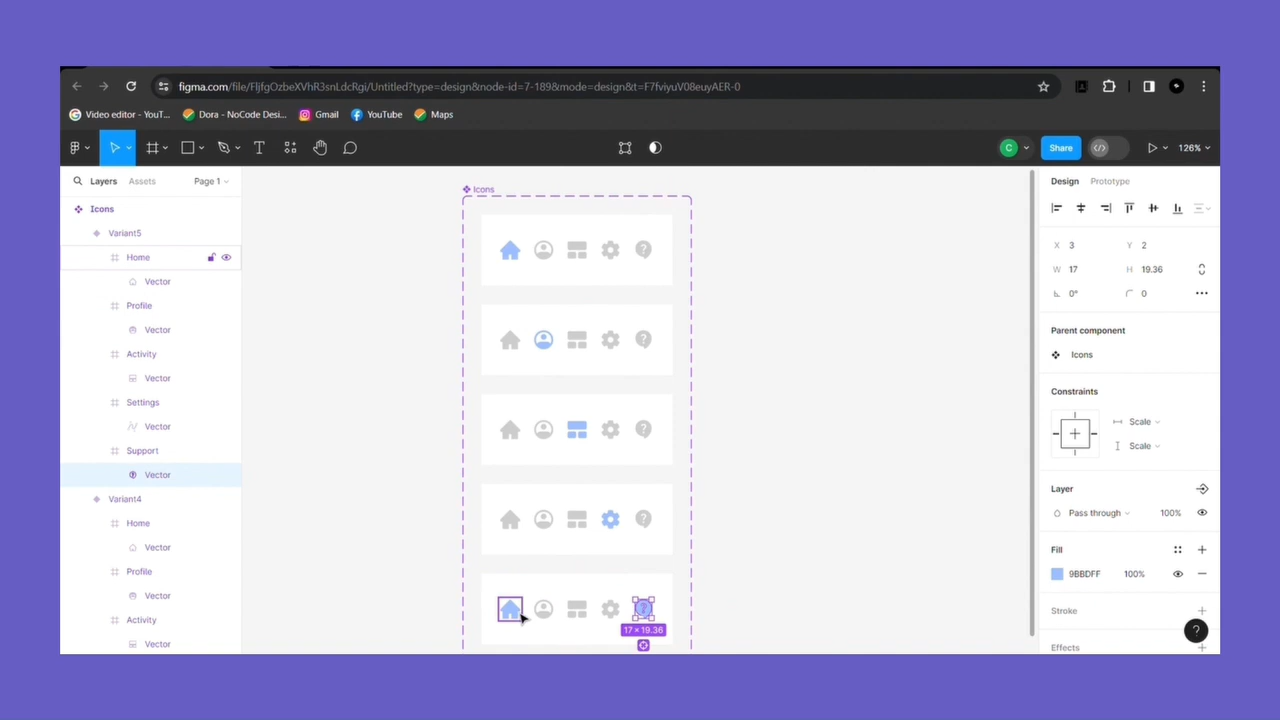 figma.com/file/FljfgOzbeXVhR3snLdcRgi/Untitled?type=design&node-id=7-189&mode=design&t=F7fviyuV08euyAER-0
Video editor - YouT... Dora - NoCode Desi... Gmail YouTube Maps
C Share 126%
Layers Assets Page 1
Icons
Variant5
Home
Vector
Profile
Vector
Activity
Vector
Settings
Vector
Support
Vector
Variant4
Home
Vector
Profile
Vector
Activity
Vector
Icons
17 × 19.36
Design Prototype
X 3 Y 2
W 17 H 19.36
0° 0
Parent component
Icons
Constraints
Scale
Scale
Layer
Pass through 100%
Fill
9BBDFF 100%
Stroke
Effects
?